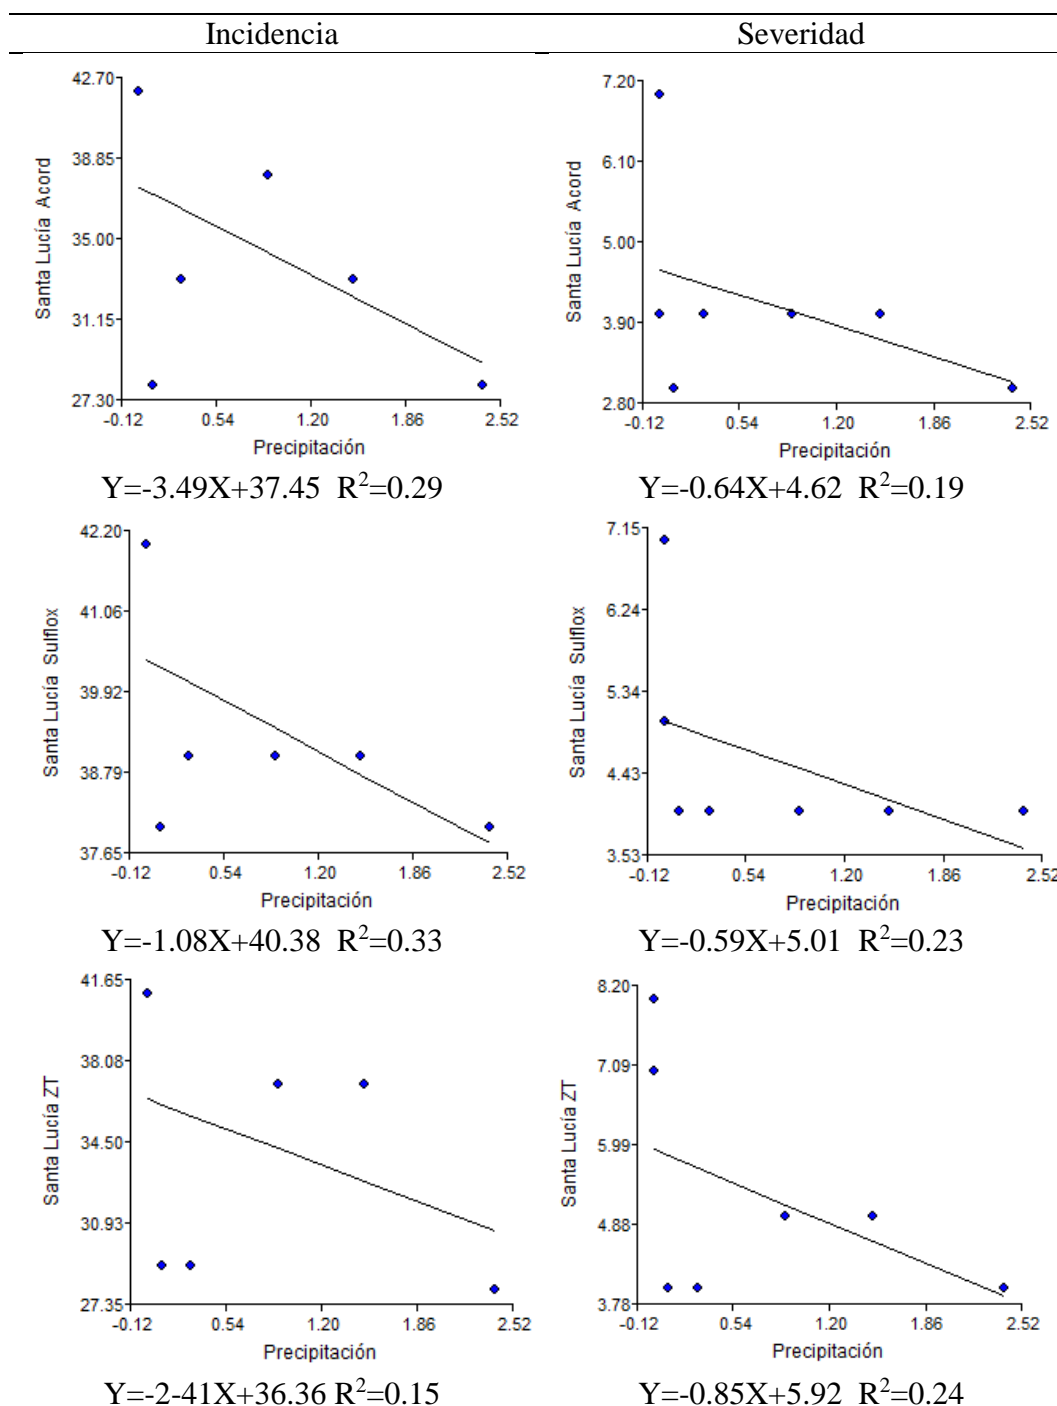 Incidencia Severidad
42.70
38.85
35.00
31.15
27.30
Santa Lucía Acord
-0.12 0.54 1.20 1.86 2.52
Precipitación
Y=-3.49X+37.45 R²=0.29
7.20
6.10
5.00
3.90
2.80
Santa Lucía Acord
-0.12 0.54 1.20 1.86 2.52
Precipitación
Y=-0.64X+4.62 R²=0.19
42.20
41.06
39.92
38.79
37.65
Santa Lucía Sulflox
-0.12 0.54 1.20 1.86 2.52
Precipitación
Y=-1.08X+40.38 R²=0.33
7.15
6.24
5.34
4.43
3.53
Santa Lucía Sulflox
-0.12 0.54 1.20 1.86 2.52
Precipitación
Y=-0.59X+5.01 R²=0.23
41.65
38.08
34.50
30.93
27.35
Santa Lucía ZT
-0.12 0.54 1.20 1.86 2.52
Precipitación
Y=-2-41X+36.36 R²=0.15
8.20
7.09
5.99
4.88
3.78
Santa Lucía ZT
-0.12 0.54 1.20 1.86 2.52
Precipitación
Y=-0.85X+5.92 R²=0.24